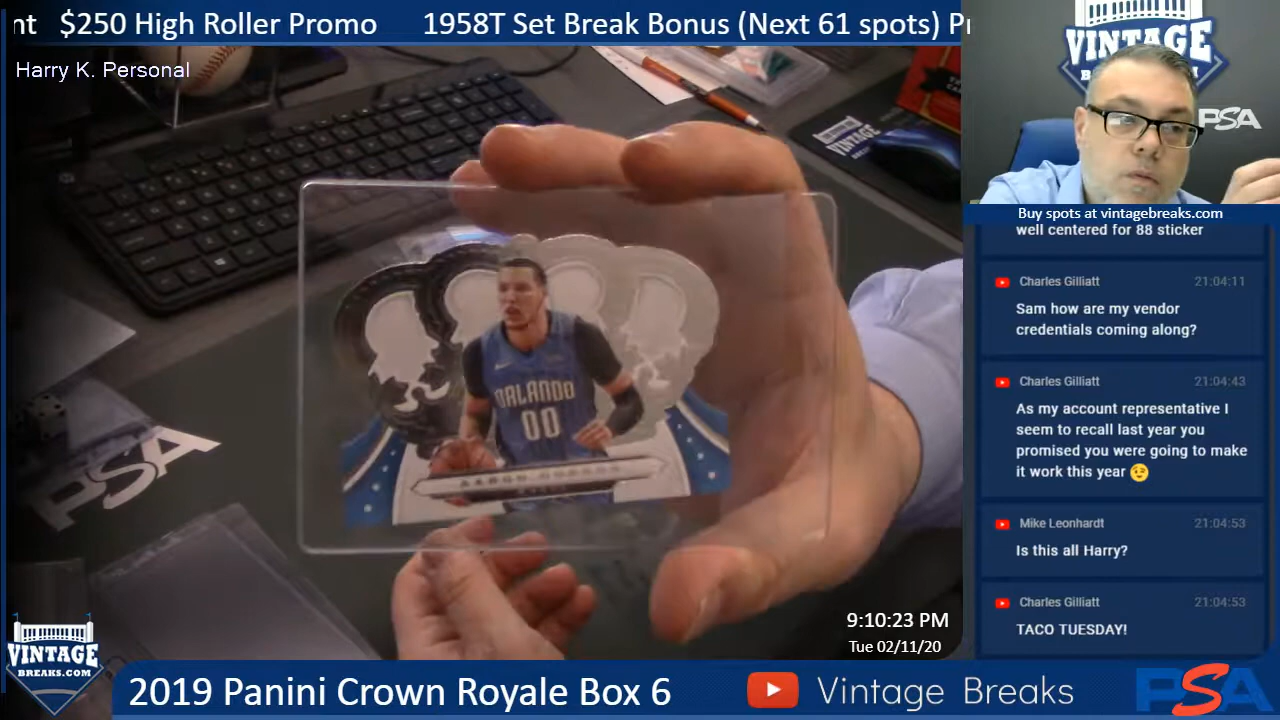 nt $250 High Roller Promo 1958T Set Break Bonus (Next 61 spots) Pr
Harry K. Personal
VINTAGE
BREAKS
PSA
Buy spots at vintagebreaks.com
well centered for 88 sticker
Charles Gilliatt 21:04:11
Sam how are my vendor
credentials coming along?
Charles Gilliatt 21:04:43
As my account representative I
seem to recall last year you
promised you were going to make
it work this year 😉
Mike Leonhardt 21:04:53
Is this all Harry?
Charles Gilliatt 21:04:53
TACO TUESDAY!
VINTAGE
ORLANDO
00
AARON GORDON
PSA
9:10:23 PM
Tue 02/11/20
VINTAGE
BREAKS.COM
2019 Panini Crown Royale Box 6
Vintage Breaks
PSA